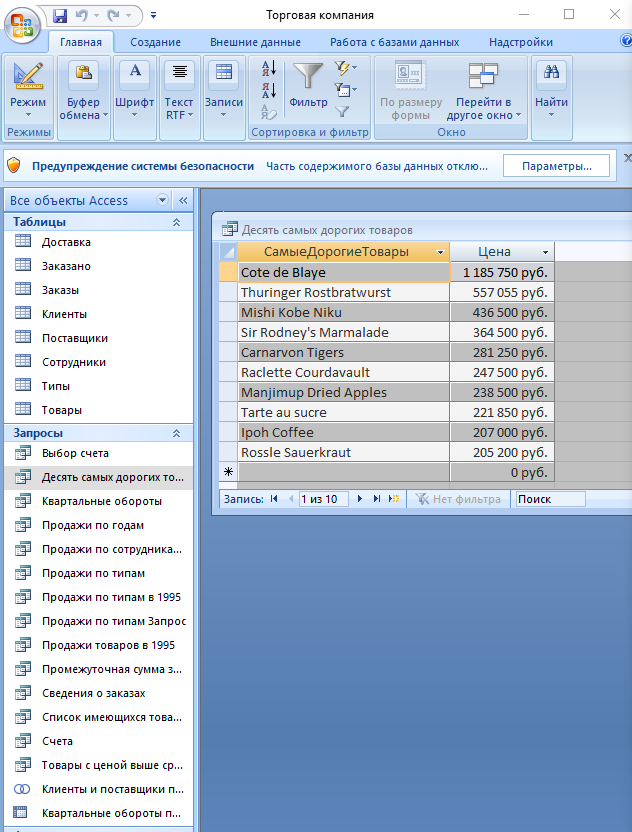 Торговая компания
Главная Создание Внешние данные Работа с базами данных Надстройки
Режим
Буфер обмена
Шрифт
Текст RTF
Записи
Фильтр
По размеру формы
Перейти в другое окно
Найти
Режимы Сортировка и фильтр Окно
Предупреждение системы безопасности Часть содержимого базы данных отклю... Параметры...
Все объекты Access
Таблицы
Доставка
Заказано
Заказы
Клиенты
Поставщики
Сотрудники
Типы
Товары
Запросы
Выбор счета
Десять самых дорогих то...
Квартальные обороты
Продажи по годам
Продажи по сотрудника...
Продажи по типам
Продажи по типам в 1995
Продажи по типам Запрос
Продажи товаров в 1995
Промежуточная сумма з...
Сведения о заказах
Список имеющихся това...
Счета
Товары с ценой выше ср...
Клиенты и поставщики п...
Квартальные обороты п...
Десять самых дорогих товаров
СамыеДорогиеТовары Цена
Cote de Blaye 1 185 750 руб.
Thuringer Rostbratwurst 557 055 руб.
Mishi Kobe Niku 436 500 руб.
Sir Rodney's Marmalade 364 500 руб.
Carnarvon Tigers 281 250 руб.
Raclette Courdavault 247 500 руб.
Manjimup Dried Apples 238 500 руб.
Tarte au sucre 221 850 руб.
Ipoh Coffee 207 000 руб.
Rossle Sauerkraut 205 200 руб.
* 0 руб.
Запись: 1 из 10 Нет фильтра Поиск